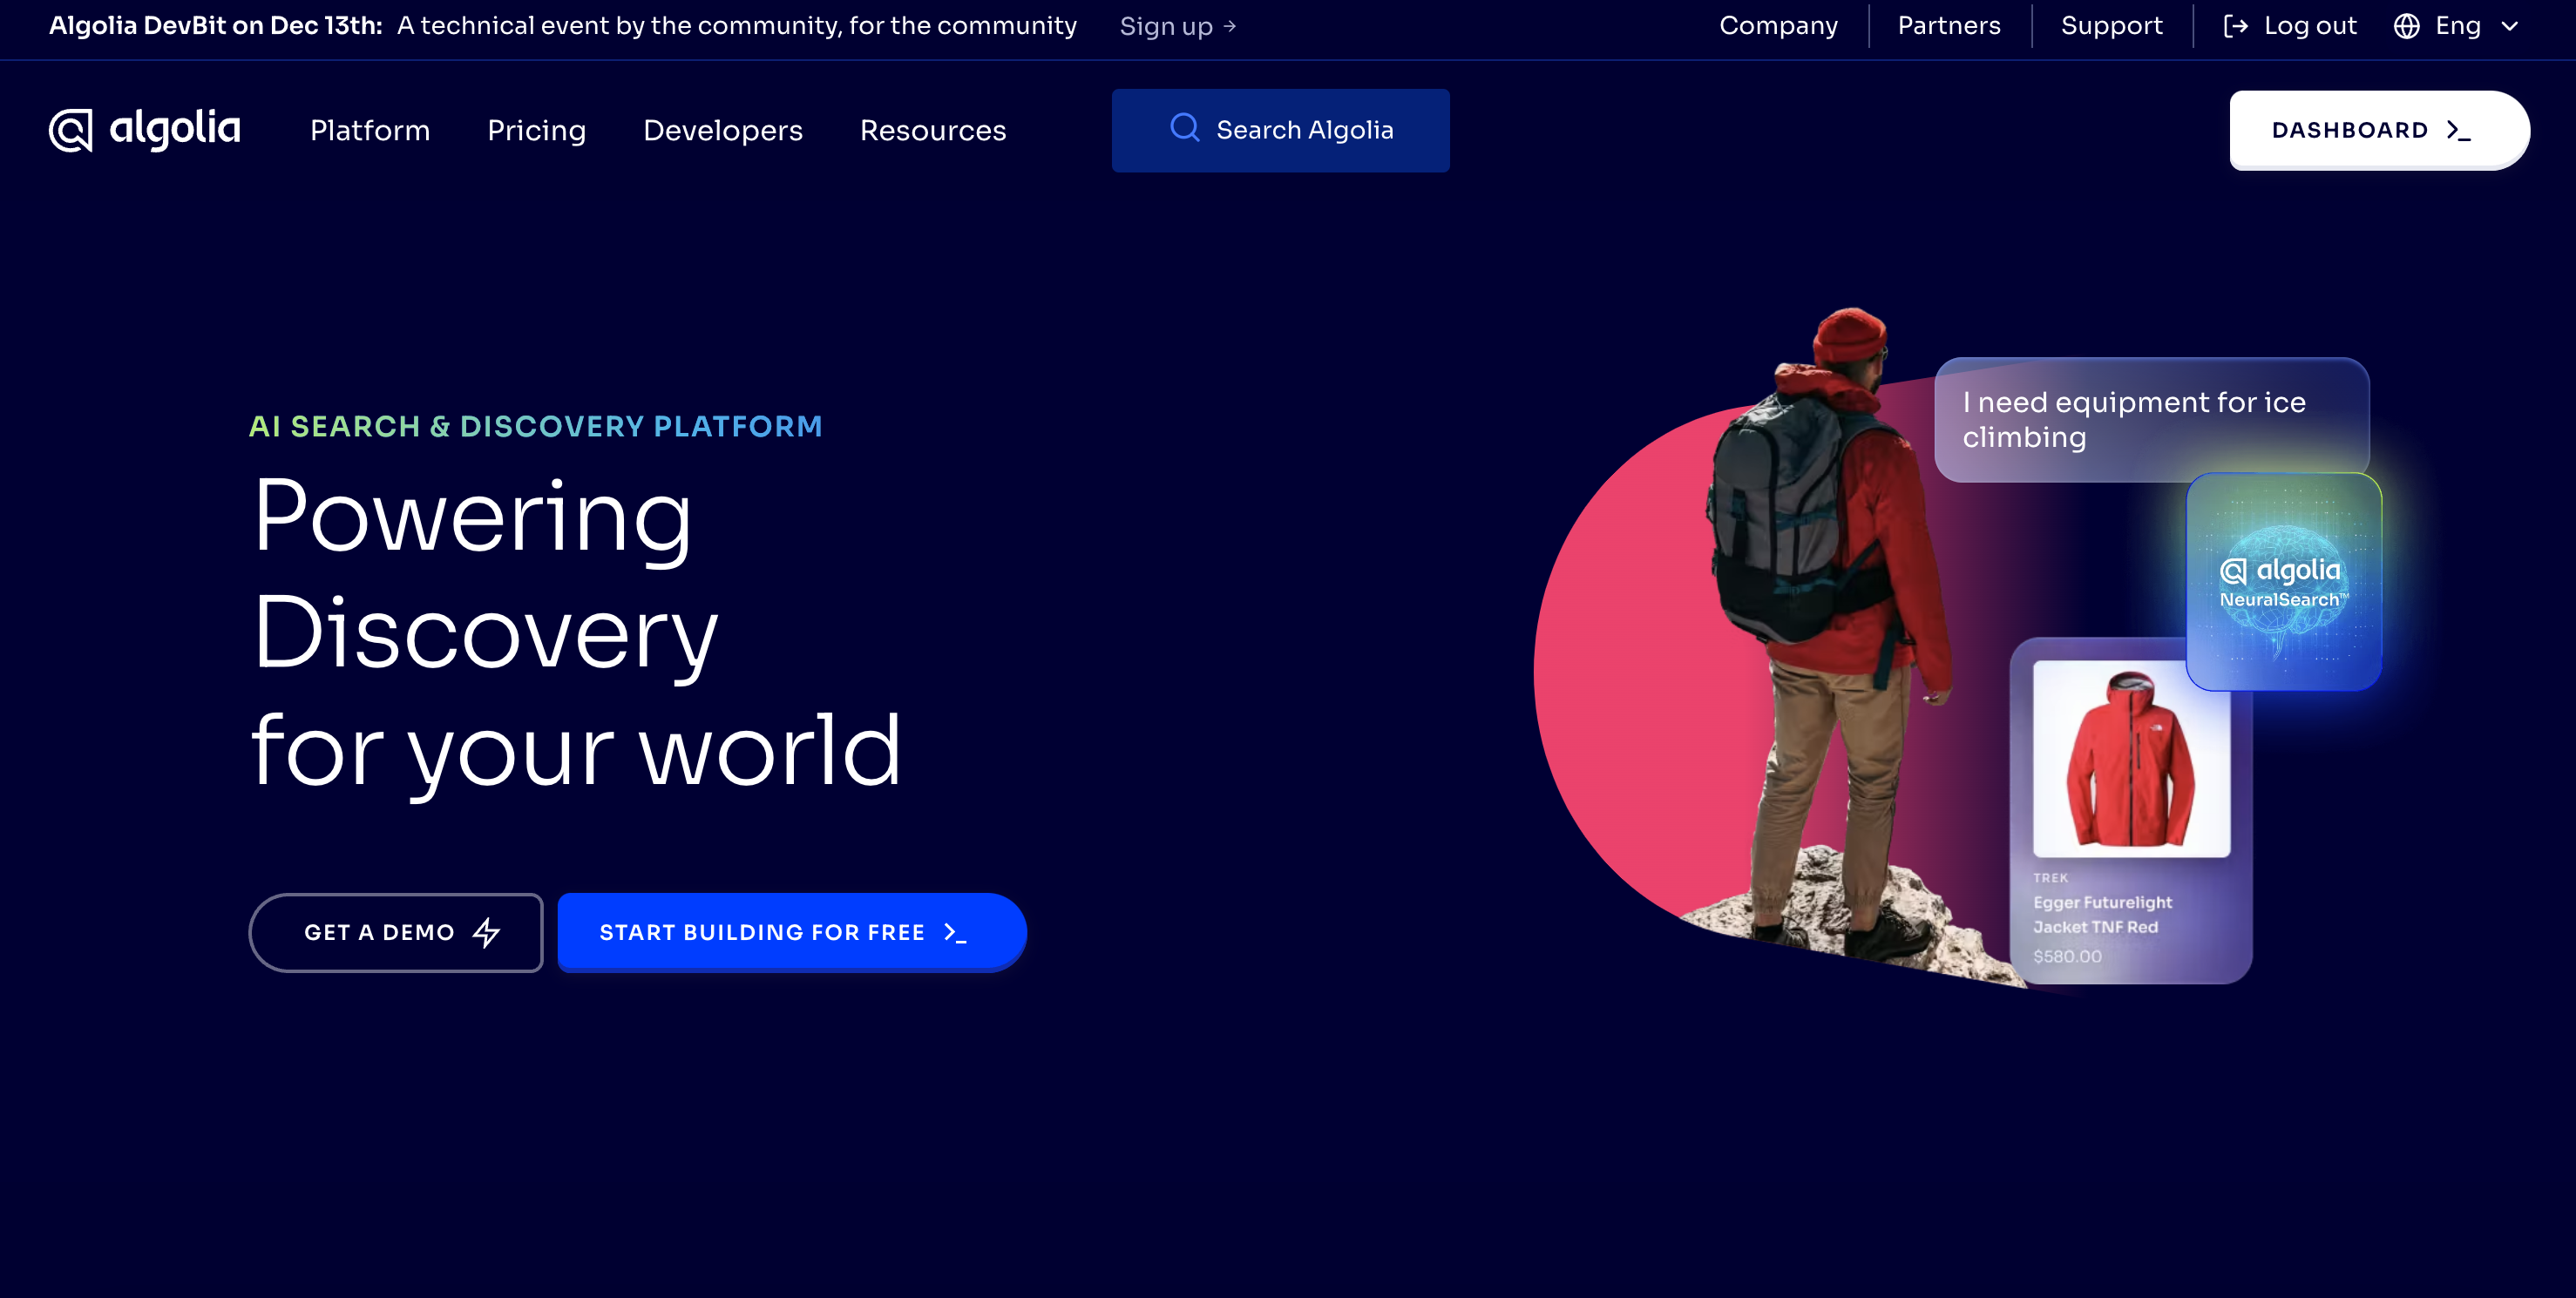 Algolia DevBit on Dec 13th: A technical event by the community, for the community Sign up → Company Partners Support Log out Eng
algolia Platform Pricing Developers Resources Search Algolia DASHBOARD
AI SEARCH & DISCOVERY PLATFORM
Powering
Discovery
for your world
GET A DEMO START BUILDING FOR FREE
I need equipment for ice
climbing
algolia
NeuralSearch™
TREK
Egger Futurelight
Jacket TNF Red
$580.00